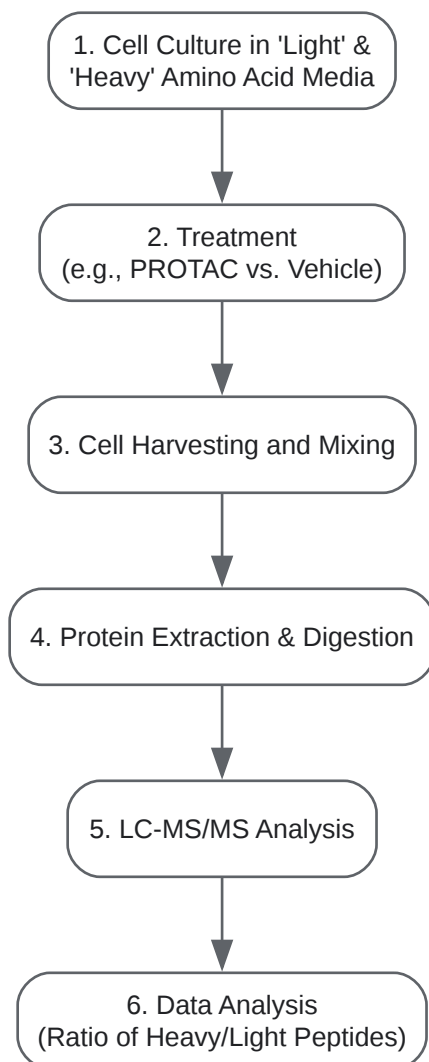 1. Cell Culture in 'Light' &
'Heavy' Amino Acid Media
2. Treatment
(e.g., PROTAC vs. Vehicle)
3. Cell Harvesting and Mixing
4. Protein Extraction & Digestion
5. LC-MS/MS Analysis
6. Data Analysis
(Ratio of Heavy/Light Peptides)